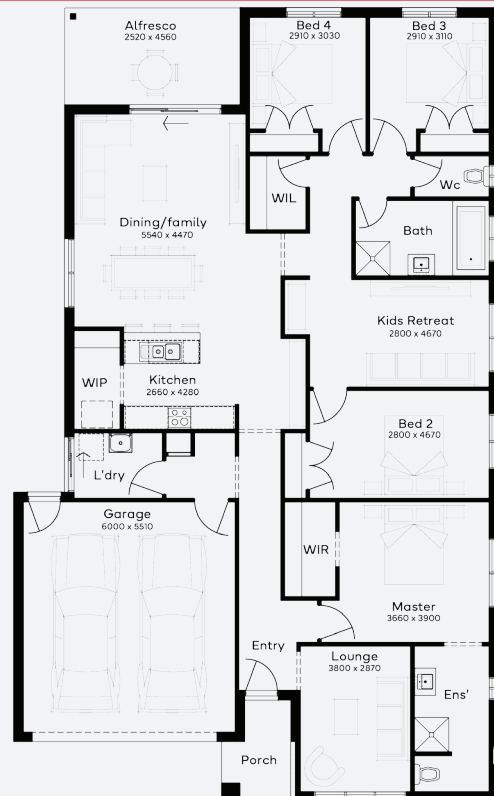 Alfresco
2520 x 4560
Bed 4
2910 x 3030
Bed 3
2910 x 3110
WIL
Wc
Bath
Dining/family
5540 x 4470
Kids Retreat
2800 x 4670
WIP
Kitchen
2660 x 4280
Bed 2
2800 x 4670
L'dry
Garage
6000 x 5510
WIR
Master
3660 x 3900
Entry
Lounge
3800 x 2870
Ens'
Porch